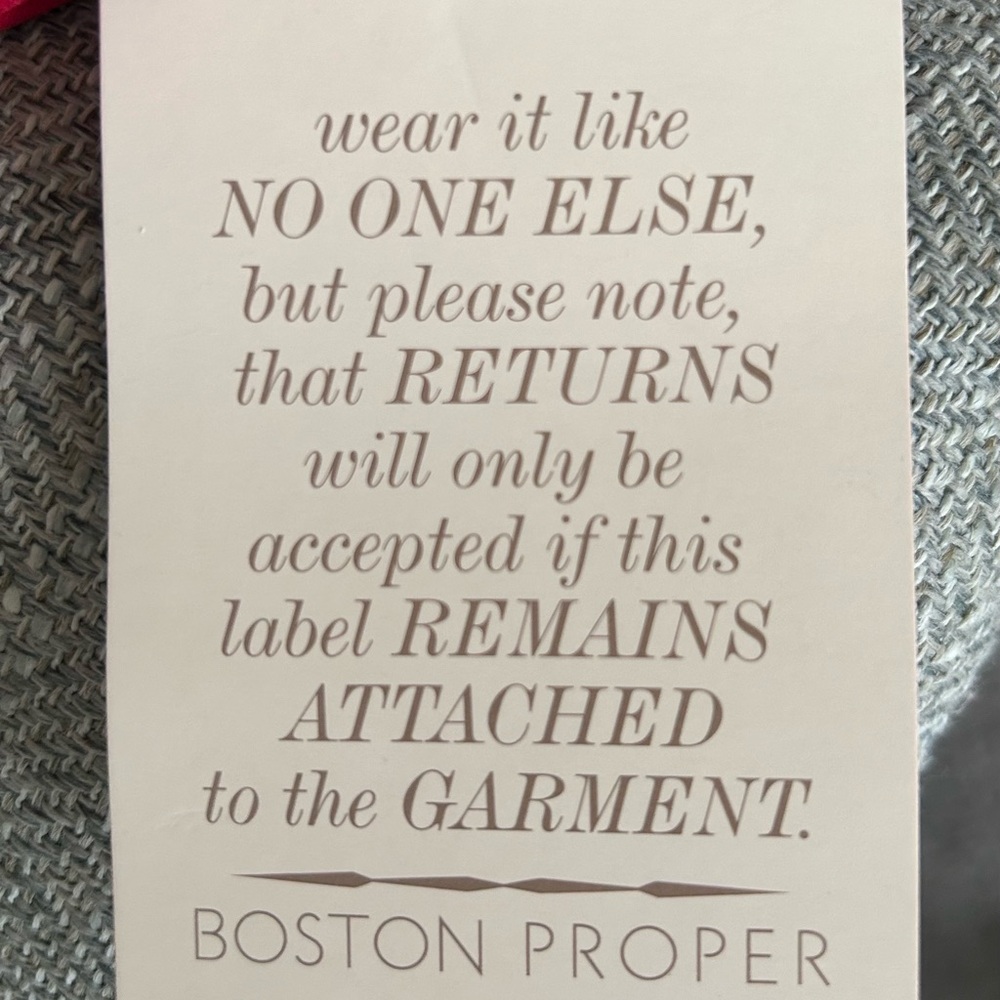 wear it like
NO ONE ELSE,
but please note,
that RETURNS
will only be
accepted if this
label REMAINS
ATTACHED
to the GARMENT.
BOSTON PROPER